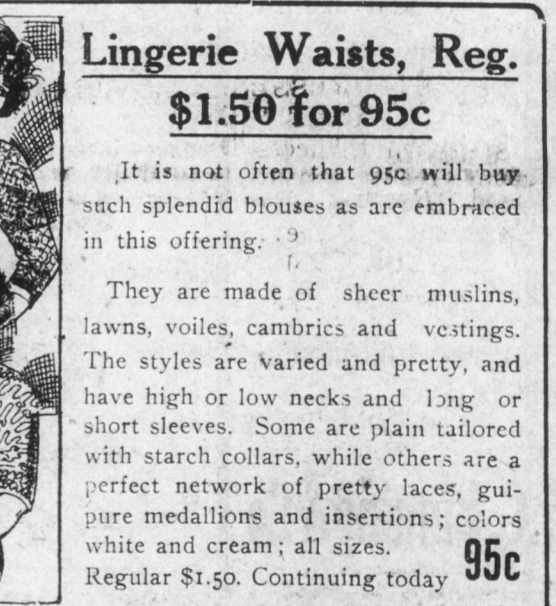 Lingerie Waists, Reg.
$1.50 for 95c
It is not often that 95c will buy
such splendid blouses as are embraced
in this offering.
They are made of sheer muslins,
lawns, voiles, cambrics and vestings.
The styles are varied and pretty, and
have high or low necks and long or
short sleeves. Some are plain tailored
with starch collars, while others are a
perfect network of pretty laces, gui-
pure medallions and insertions; colors
white and cream; all sizes.
Regular $1.50. Continuing today 95c